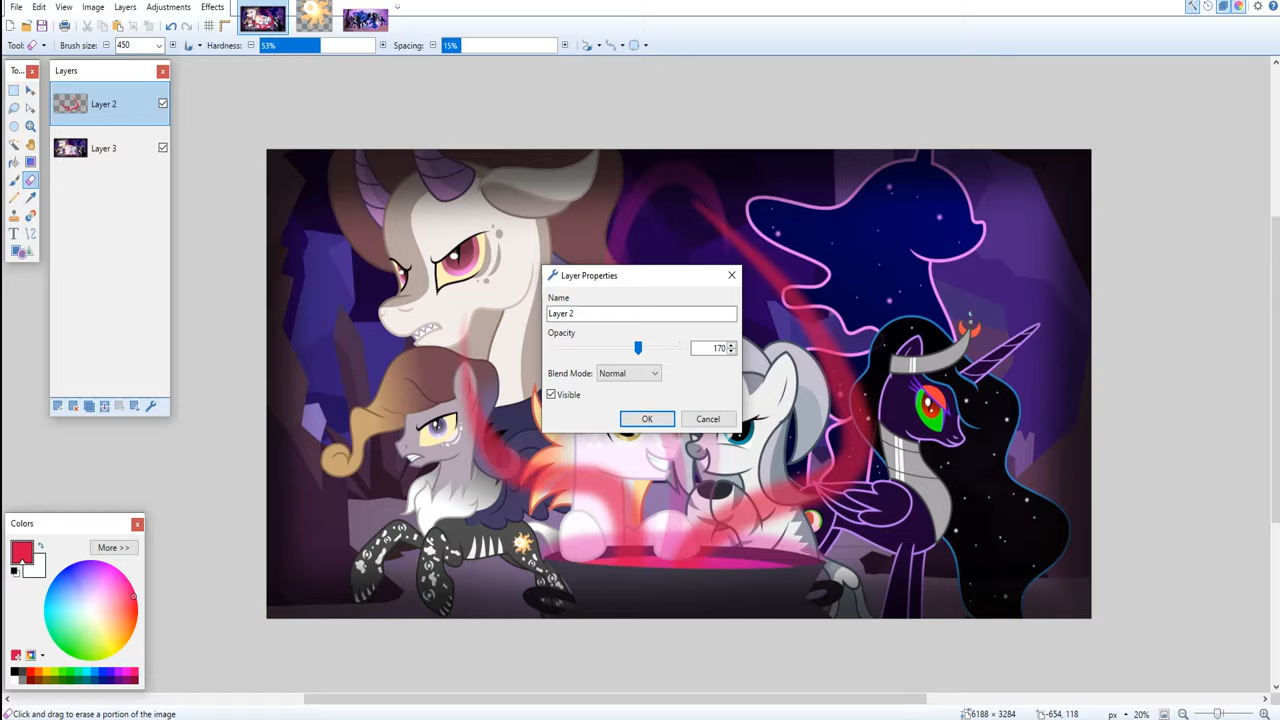 File Edit View Image Layers Adjustments Effects
Tool: Brush size: 450 Hardness: 53% Spacing: 15%
To... x
Layers x
Layer 2
Layer 3
Layer Properties
Name
Layer 2
Opacity
170
Blend Mode: Normal
Visible
OK Cancel
Colors x
More >>
Click and drag to erase a portion of the image
6188 × 3284 -654, 118 px 20%